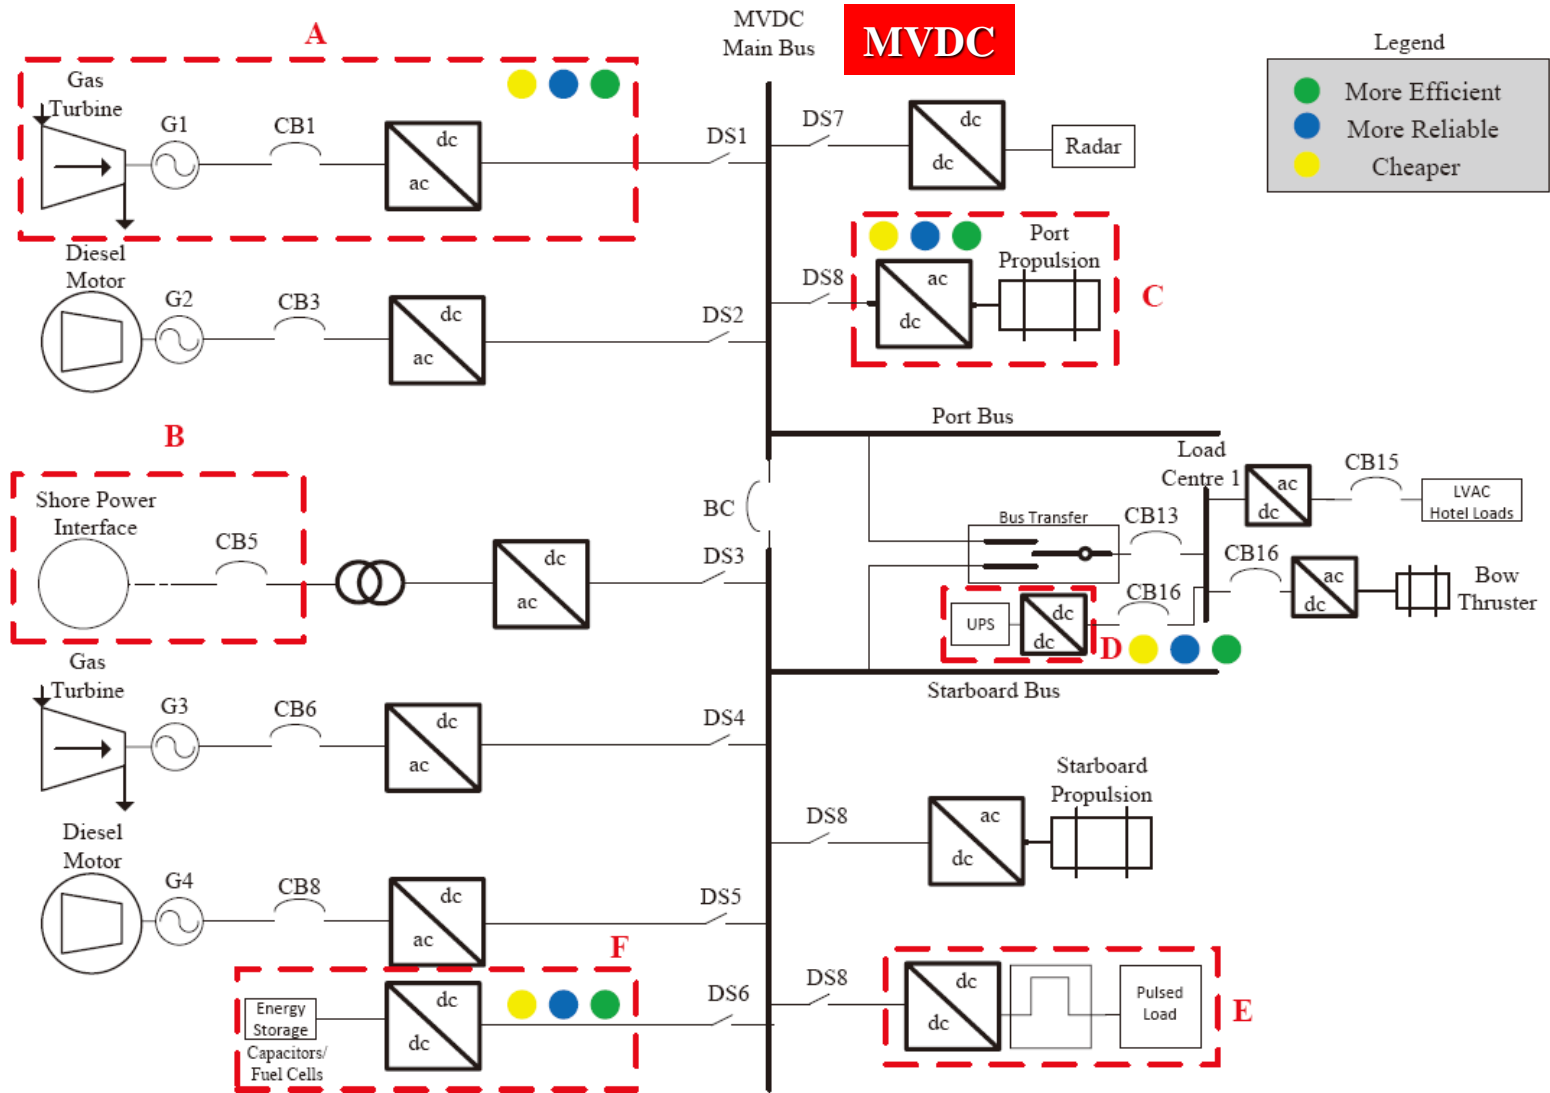 MVDC
Main Bus
MVDC
Legend
More Efficient
More Reliable
Cheaper
A
Gas
Turbine
G1
CB1
dc
ac
DS1
DS7
dc
dc
Radar
Diesel
Motor
G2
CB3
dc
ac
DS2
DS8
ac
dc
Port
Propulsion
C
B
Shore Power
Interface
CB5
dc
ac
BC
DS3
Port Bus
Load
Centre 1
Bus Transfer
CB13
ac
dc
CB15
LVAC
Hotel Loads
CB16
ac
dc
Bow
Thruster
UPS
dc
dc
CB16
D
Starboard Bus
Gas
Turbine
G3
CB6
dc
ac
DS4
Starboard
Propulsion
DS8
ac
dc
Diesel
Motor
G4
CB8
dc
ac
DS5
F
Energy
Storage
Capacitors/
Fuel Cells
dc
dc
DS6
DS8
dc
dc
Pulsed
Load
E